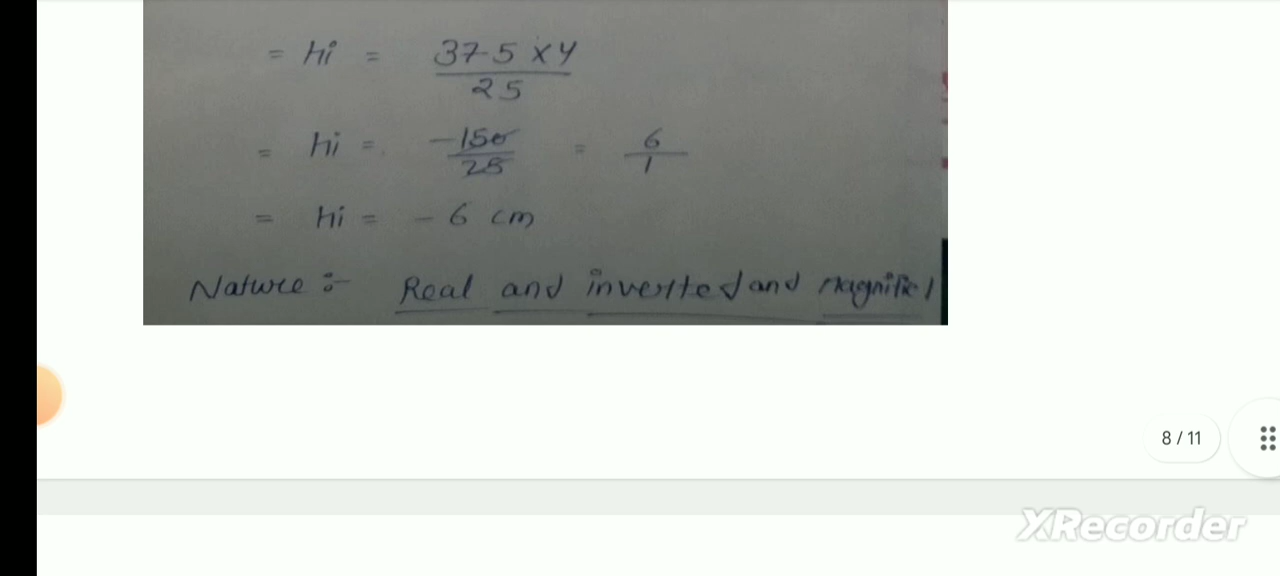 = hi = 37.5 x 4
25
= hi = -150 = 6
25 1
= hi = - 6 cm
Nature :- Real and inverted and Magnified
8 / 11
XRecorder